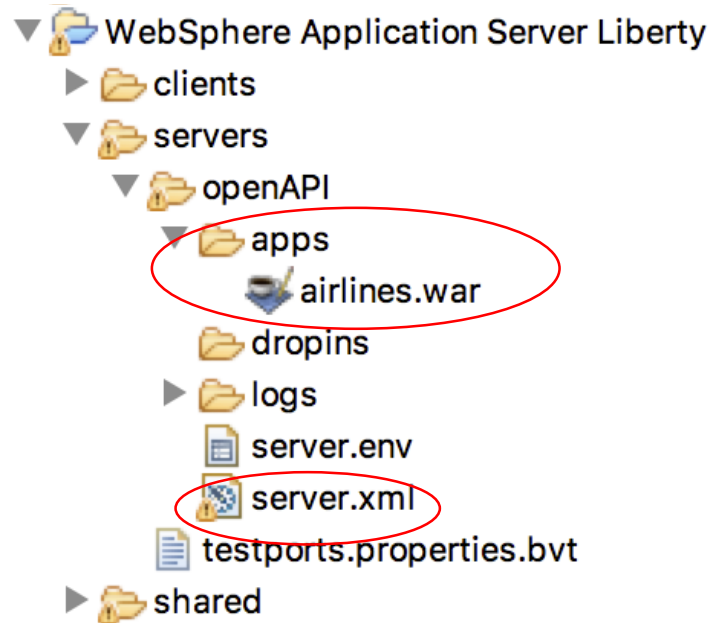 WebSphere Application Server Liberty
clients
servers
openAPI
apps
airlines.war
dropins
logs
server.env
server.xml
testports.properties.bvt
shared